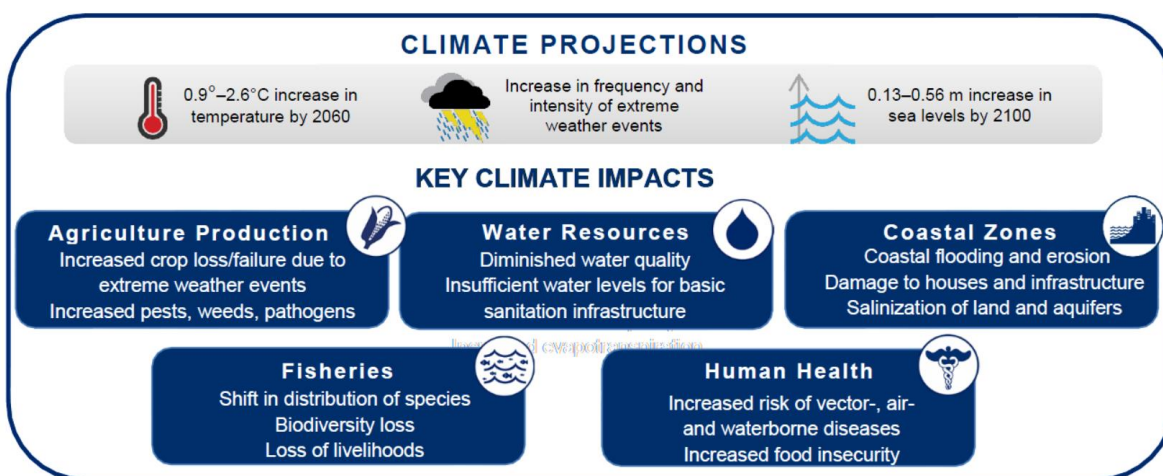 CLIMATE PROJECTIONS
0.9°–2.6°C increase in
temperature by 2060
Increase in frequency and
intensity of extreme
weather events
0.13–0.56 m increase in
sea levels by 2100
KEY CLIMATE IMPACTS
Agriculture Production
Increased crop loss/failure due to
extreme weather events
Increased pests, weeds, pathogens
Water Resources
Diminished water quality
Insufficient water levels for basic
sanitation infrastructure
evapotranspiration
Coastal Zones
Coastal flooding and erosion
Damage to houses and infrastructure
Salinization of land and aquifers
Fisheries
Shift in distribution of species
Biodiversity loss
Loss of livelihoods
Human Health
Increased risk of vector-, air-
and waterborne diseases
Increased food insecurity